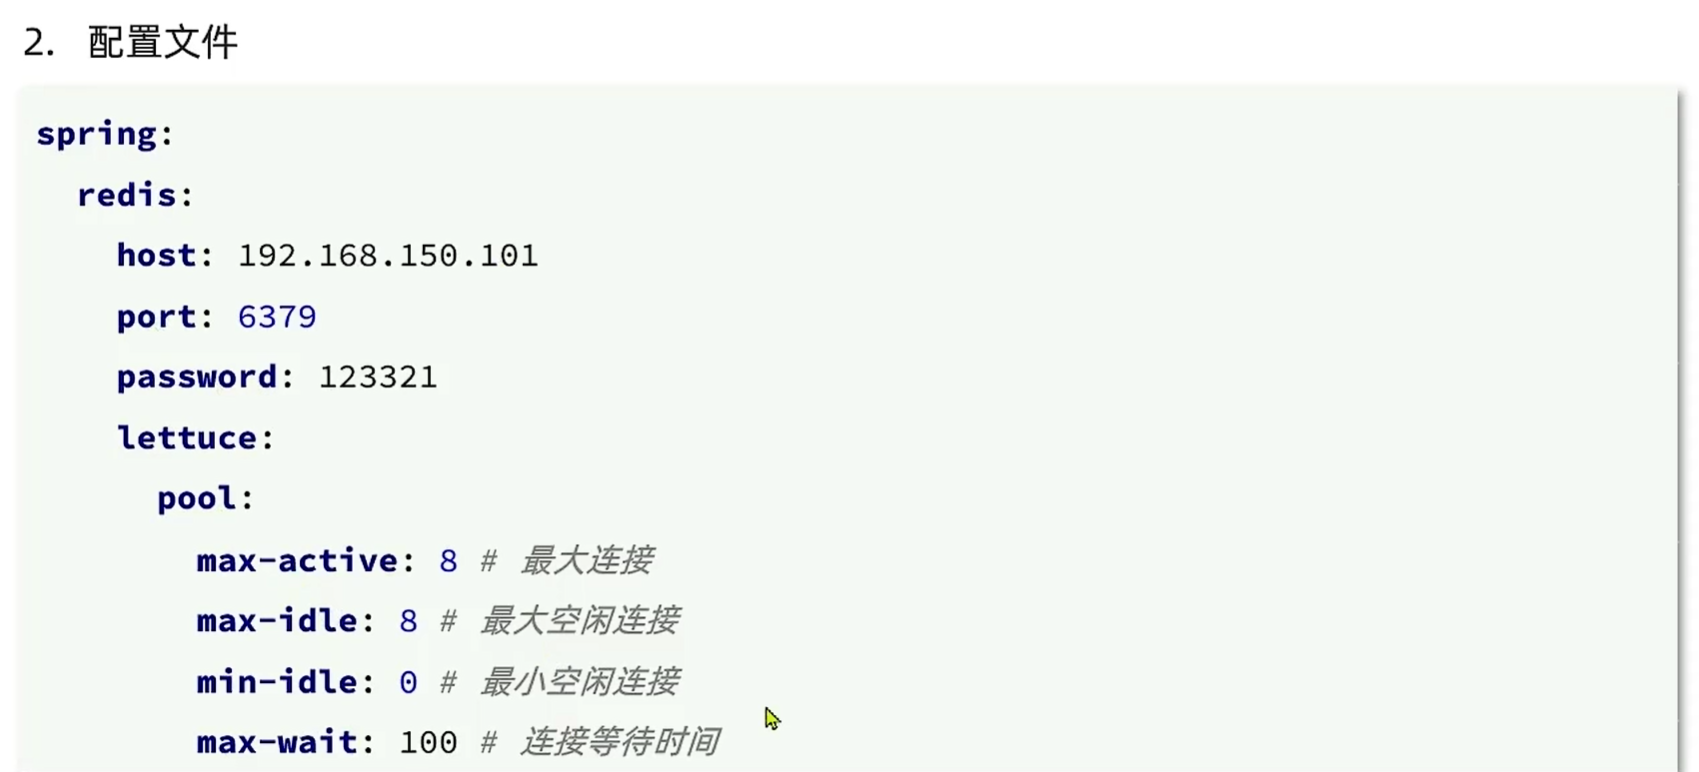 2. 配置文件
spring:
redis:
host: 192.168.150.101
port: 6379
password: 123321
lettuce:
pool:
max-active: 8 # 最大连接
max-idle: 8 # 最大空闲连接
min-idle: 0 # 最小空闲连接
max-wait: 100 # 连接等待时间